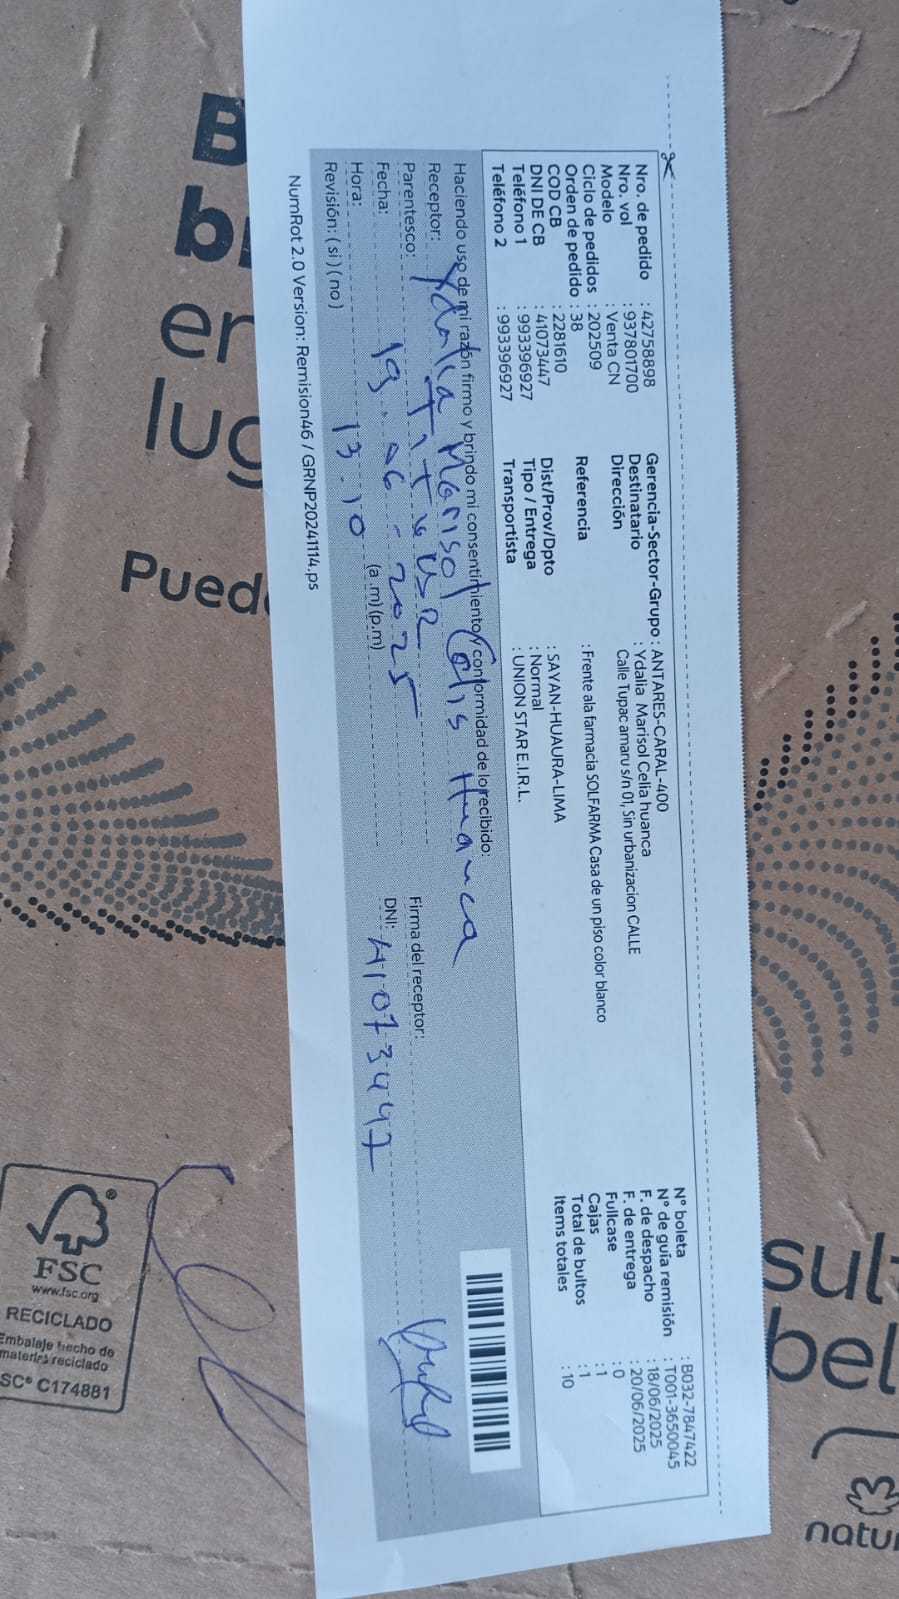 Nro. de pedido : 42758898
Nro. vol : 937801700
Modelo : Venta CN
Ciclo de pedidos : 202509
Orden de pedido : 38
COD CB : 2281610
DNI DE CB : 41073447
Teléfono 1 : 993396927
Teléfono 2 : 993396927
Gerencia-Sector-Grupo : ANTARES-CARAL-400
Destinatario : Ydalia Marisol Celia huanca
Dirección Calle Tupac amaru s/n 01, Sin urbanizacion CALLE
Referencia : Frente ala farmacia SOLFARMA Casa de un piso color blanco
Dist/Prov/Dpto : SAYAN-HUAURA-LIMA
Tipo / Entrega : Normal
Transportista : UNION STAR E.I.R.L.
N° boleta : B032-7847422
N° de guía remisión : T001-3650045
F. de despacho : 18/06/2025
F. de entrega : 20/06/2025
Fullcase : 0
Cajas : 1
Total de bultos : 1
Items totales : 10
Haciendo uso de mi razón firmo y brindo mi consentimiento y conformidad de lo recibido:
Receptor: Ydalia Marisol Celis Huanca
Parentesco: Titular
Firma del receptor:
Fecha: 19-06-2025
DNI: 41073447
Hora: 13.10 (a.m) (p.m)
Revisión: ( si ) ( no )
NumRot 2.0 Version: Remision46 / GRNP20241114.ps
B
b
en
lug
Pued
sul
bel
natu
FSC
www.fsc.org
RECICLADO
Embalaje hecho de
material reciclado
FSC® C174881